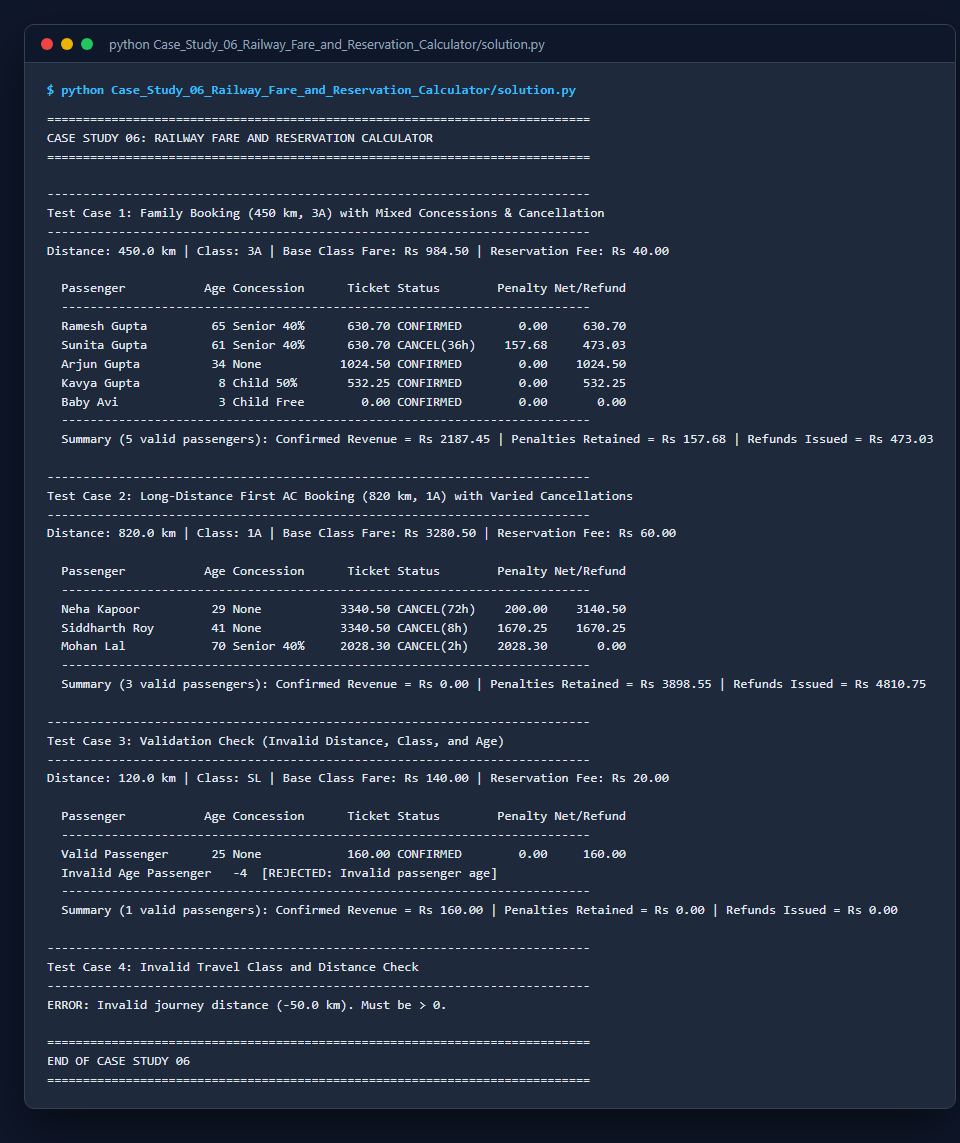 python Case_Study_06_Railway_Fare_and_Reservation_Calculator/solution.py
$ python Case_Study_06_Railway_Fare_and_Reservation_Calculator/solution.py
============================================================================
CASE STUDY 06: RAILWAY FARE AND RESERVATION CALCULATOR
============================================================================
----------------------------------------------------------------------------
Test Case 1: Family Booking (450 km, 3A) with Mixed Concessions & Cancellation
----------------------------------------------------------------------------
Distance: 450.0 km | Class: 3A | Base Class Fare: Rs 984.50 | Reservation Fee: Rs 40.00
  Passenger           Age Concession      Ticket Status        Penalty Net/Refund
  --------------------------------------------------------------------------
  Ramesh Gupta         65 Senior 40%      630.70 CONFIRMED        0.00     630.70
  Sunita Gupta         61 Senior 40%      630.70 CANCEL(36h)    157.68     473.03
  Arjun Gupta          34 None           1024.50 CONFIRMED        0.00    1024.50
  Kavya Gupta           8 Child 50%       532.25 CONFIRMED        0.00     532.25
  Baby Avi              3 Child Free        0.00 CONFIRMED        0.00       0.00
  --------------------------------------------------------------------------
  Summary (5 valid passengers): Confirmed Revenue = Rs 2187.45 | Penalties Retained = Rs 157.68 | Refunds Issued = Rs 473.03
----------------------------------------------------------------------------
Test Case 2: Long-Distance First AC Booking (820 km, 1A) with Varied Cancellations
----------------------------------------------------------------------------
Distance: 820.0 km | Class: 1A | Base Class Fare: Rs 3280.50 | Reservation Fee: Rs 60.00
  Passenger           Age Concession      Ticket Status        Penalty Net/Refund
  --------------------------------------------------------------------------
  Neha Kapoor          29 None           3340.50 CANCEL(72h)    200.00    3140.50
  Siddharth Roy        41 None           3340.50 CANCEL(8h)    1670.25    1670.25
  Mohan Lal            70 Senior 40%     2028.30 CANCEL(2h)    2028.30       0.00
  --------------------------------------------------------------------------
  Summary (3 valid passengers): Confirmed Revenue = Rs 0.00 | Penalties Retained = Rs 3898.55 | Refunds Issued = Rs 4810.75
----------------------------------------------------------------------------
Test Case 3: Validation Check (Invalid Distance, Class, and Age)
----------------------------------------------------------------------------
Distance: 120.0 km | Class: SL | Base Class Fare: Rs 140.00 | Reservation Fee: Rs 20.00
  Passenger           Age Concession      Ticket Status        Penalty Net/Refund
  --------------------------------------------------------------------------
  Valid Passenger      25 None            160.00 CONFIRMED        0.00     160.00
  Invalid Age Passenger   -4  [REJECTED: Invalid passenger age]
  --------------------------------------------------------------------------
  Summary (1 valid passengers): Confirmed Revenue = Rs 160.00 | Penalties Retained = Rs 0.00 | Refunds Issued = Rs 0.00
----------------------------------------------------------------------------
Test Case 4: Invalid Travel Class and Distance Check
----------------------------------------------------------------------------
ERROR: Invalid journey distance (-50.0 km). Must be > 0.
============================================================================
END OF CASE STUDY 06
============================================================================